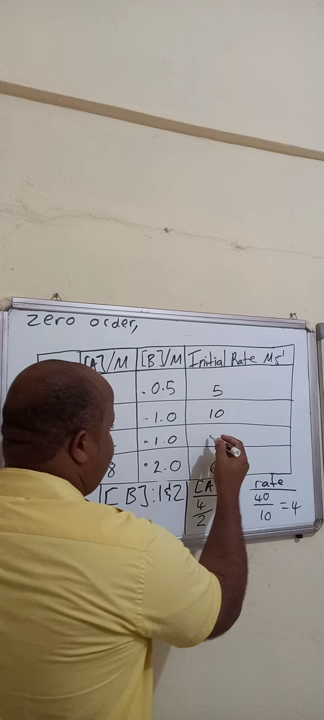 zero order,
[A]/M [B]/M Initial Rate Ms⁻¹
0.5 5
1.0 10
1.0
8 2.0
[B]:1&2 [A rate
4/2 40/10 = 4